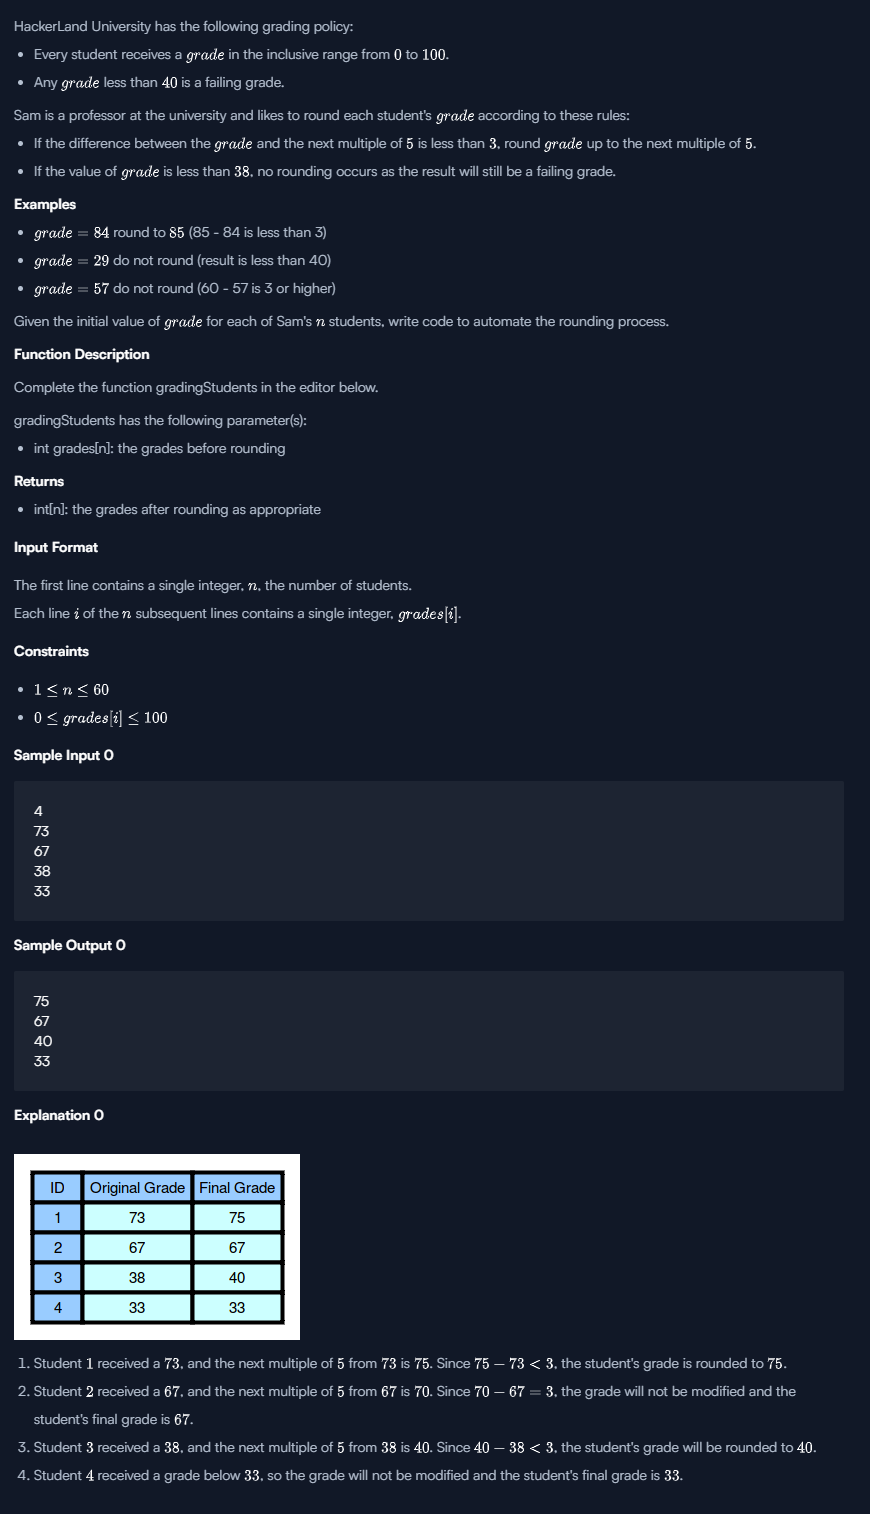 HackerLand University has the following grading policy:
• Every student receives a grade in the inclusive range from 0 to 100.
• Any grade less than 40 is a failing grade.
Sam is a professor at the university and likes to round each student's grade according to these rules:
• If the difference between the grade and the next multiple of 5 is less than 3, round grade up to the next multiple of 5.
• If the value of grade is less than 38, no rounding occurs as the result will still be a failing grade.
Examples
• grade = 84 round to 85 (85 - 84 is less than 3)
• grade = 29 do not round (result is less than 40)
• grade = 57 do not round (60 - 57 is 3 or higher)
Given the initial value of grade for each of Sam's n students, write code to automate the rounding process.
Function Description
Complete the function gradingStudents in the editor below.
gradingStudents has the following parameter(s):
• int grades[n]: the grades before rounding
Returns
• int[n]: the grades after rounding as appropriate
Input Format
The first line contains a single integer, n, the number of students.
Each line i of the n subsequent lines contains a single integer, grades[i].
Constraints
• 1 ≤ n ≤ 60
• 0 ≤ grades[i] ≤ 100
Sample Input 0
4
73
67
38
33
Sample Output 0
75
67
40
33
Explanation 0
ID Original Grade Final Grade
1 73 75
2 67 67
3 38 40
4 33 33
1. Student 1 received a 73, and the next multiple of 5 from 73 is 75. Since 75 − 73 < 3, the student's grade is rounded to 75.
2. Student 2 received a 67, and the next multiple of 5 from 67 is 70. Since 70 − 67 = 3, the grade will not be modified and the
student's final grade is 67.
3. Student 3 received a 38, and the next multiple of 5 from 38 is 40. Since 40 − 38 < 3, the student's grade will be rounded to 40.
4. Student 4 received a grade below 33, so the grade will not be modified and the student's final grade is 33.